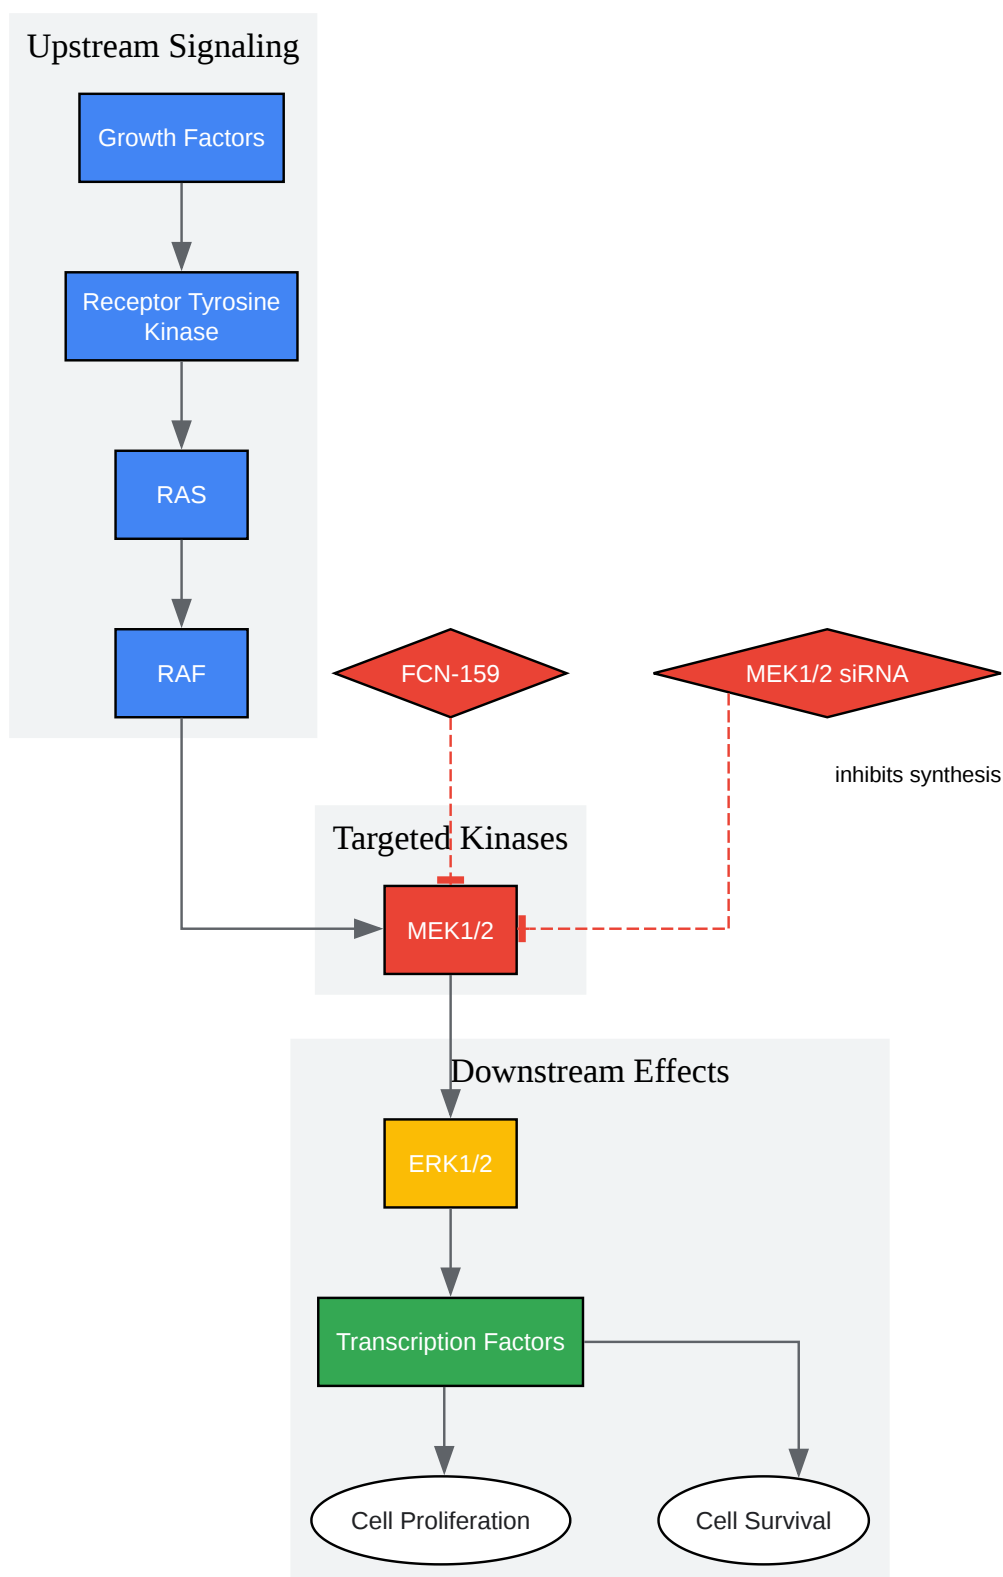 Upstream Signaling
Growth Factors
Receptor Tyrosine
Kinase
RAS
RAF
FCN-159
MEK1/2 siRNA
inhibits synthesis
Targeted Kinases
MEK1/2
Downstream Effects
ERK1/2
Transcription Factors
Cell Proliferation
Cell Survival